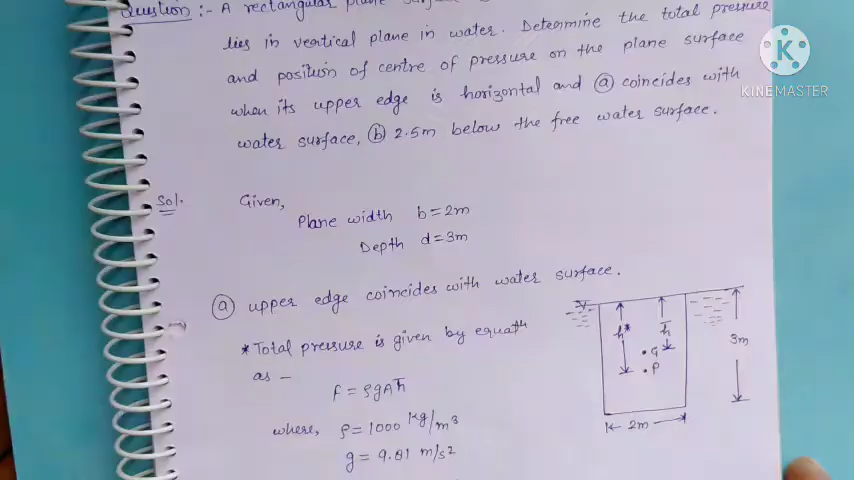 Question :- A rectangular plane surface
lies in vertical plane in water. Determine the total pressure
and position of centre of pressure on the plane surface
when its upper edge is horizontal and ⓐ coincides with
water surface, ⓑ 2.5m below the free water surface.
K
KINEMASTER
Sol.
Given,
Plane width b = 2m
Depth d = 3m
ⓐ upper edge coincides with water surface.
* Total pressure is given by equatn
as —
F = ρgAh̄
where, ρ = 1000 kg/m³
g = 9.81 m/s²
h* h̄
3m
G
P
2m